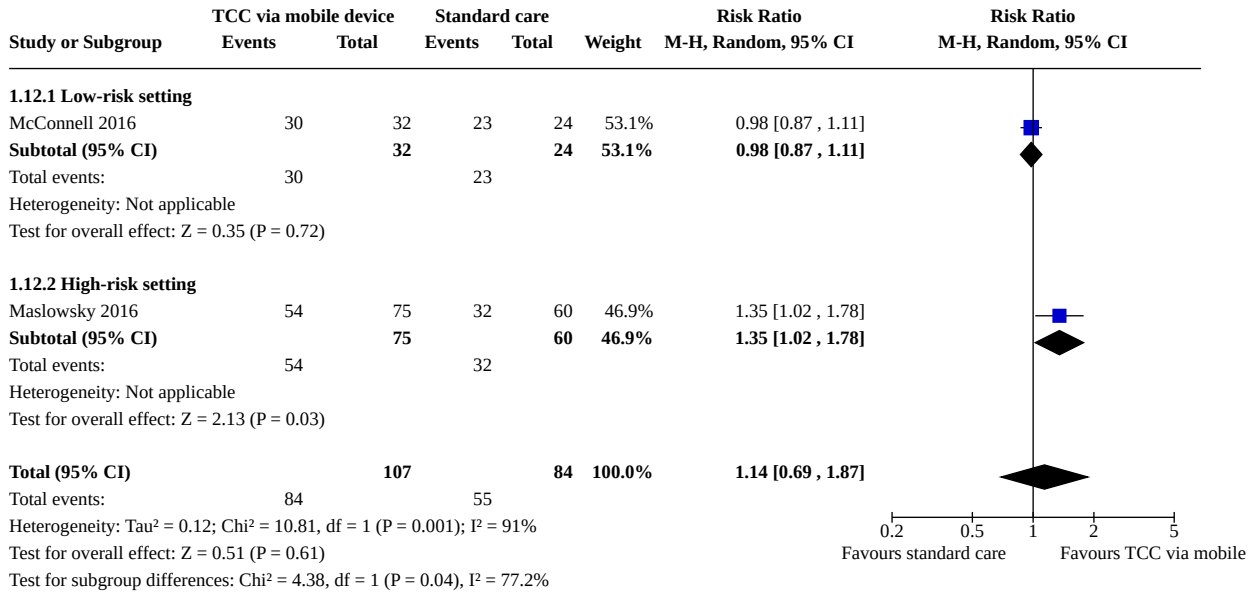 TCC via mobile device Standard care Risk Ratio Risk Ratio
Study or Subgroup Events Total Events Total Weight M-H, Random, 95% CI M-H, Random, 95% CI
1.12.1 Low-risk setting
McConnell 2016 30 32 23 24 53.1% 0.98 [0.87 , 1.11]
Subtotal (95% CI) 32 24 53.1% 0.98 [0.87 , 1.11]
Total events: 30 23
Heterogeneity: Not applicable
Test for overall effect: Z = 0.35 (P = 0.72)
1.12.2 High-risk setting
Maslowsky 2016 54 75 32 60 46.9% 1.35 [1.02 , 1.78]
Subtotal (95% CI) 75 60 46.9% 1.35 [1.02 , 1.78]
Total events: 54 32
Heterogeneity: Not applicable
Test for overall effect: Z = 2.13 (P = 0.03)
Total (95% CI) 107 84 100.0% 1.14 [0.69 , 1.87]
Total events: 84 55
Heterogeneity: Tau² = 0.12; Chi² = 10.81, df = 1 (P = 0.001); I² = 91%
0.2 0.5 1 2 5
Test for overall effect: Z = 0.51 (P = 0.61) Favours standard care Favours TCC via mobile
Test for subgroup differences: Chi² = 4.38, df = 1 (P = 0.04), I² = 77.2%